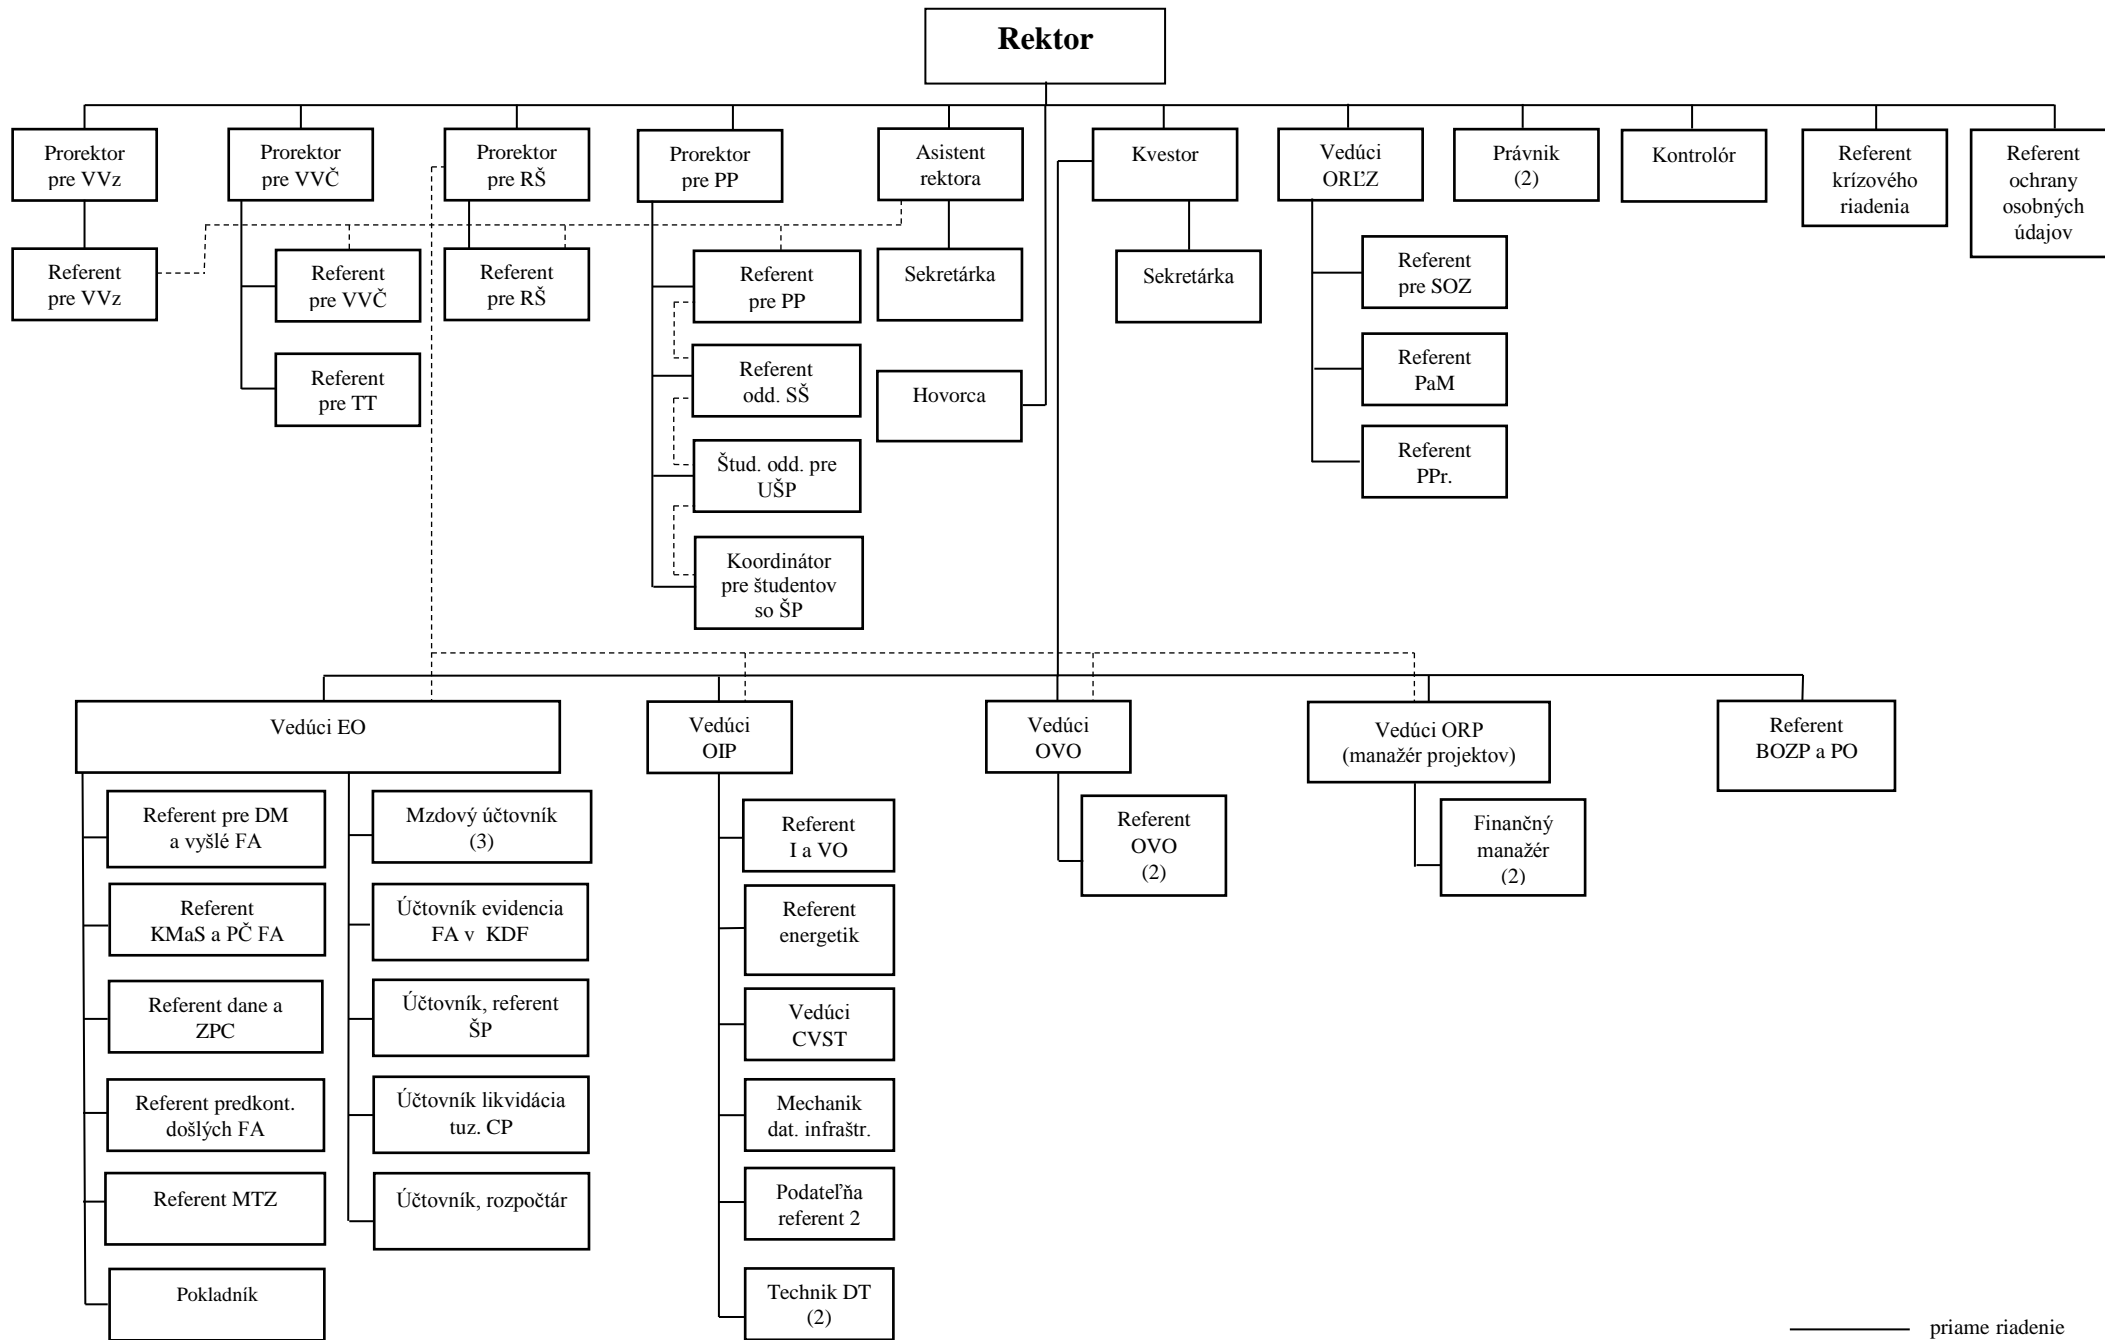 Rektor
Prorektor
pre VVz
Prorektor
pre VVČ
Prorektor
pre RŠ
Prorektor
pre PP
Asistent
rektora
Kvestor
Vedúci
ORĽZ
Právnik
(2)
Kontrolór
Referent
krízového
riadenia
Referent
ochrany
osobných
údajov
Referent
pre VVz
Referent
pre VVČ
Referent
pre RŠ
Referent
pre PP
Sekretárka
Sekretárka
Referent
pre SOZ
Referent
pre TT
Referent
odd. SŠ
Hovorca
Referent
PaM
Štud. odd. pre
UŠP
Referent
PPr.
Koordinátor
pre študentov
so ŠP
Vedúci EO
Vedúci
OIP
Vedúci
OVO
Vedúci ORP
(manažér projektov)
Referent
BOZP a PO
Referent pre DM
a vyšlé FA
Mzdový účtovník
(3)
Referent
I a VO
Referent
OVO
(2)
Finančný
manažér
(2)
Referent
KMaS a PČ FA
Účtovník evidencia
FA v KDF
Referent
energetik
Referent dane a
ZPC
Účtovník, referent
ŠP
Vedúci
CVST
Referent predkont.
došlých FA
Účtovník likvidácia
tuz. CP
Mechanik
dat. infraštr.
Referent MTZ
Účtovník, rozpočtár
Podateľňa
referent 2
Pokladník
Technik DT
(2)
priame riadenie